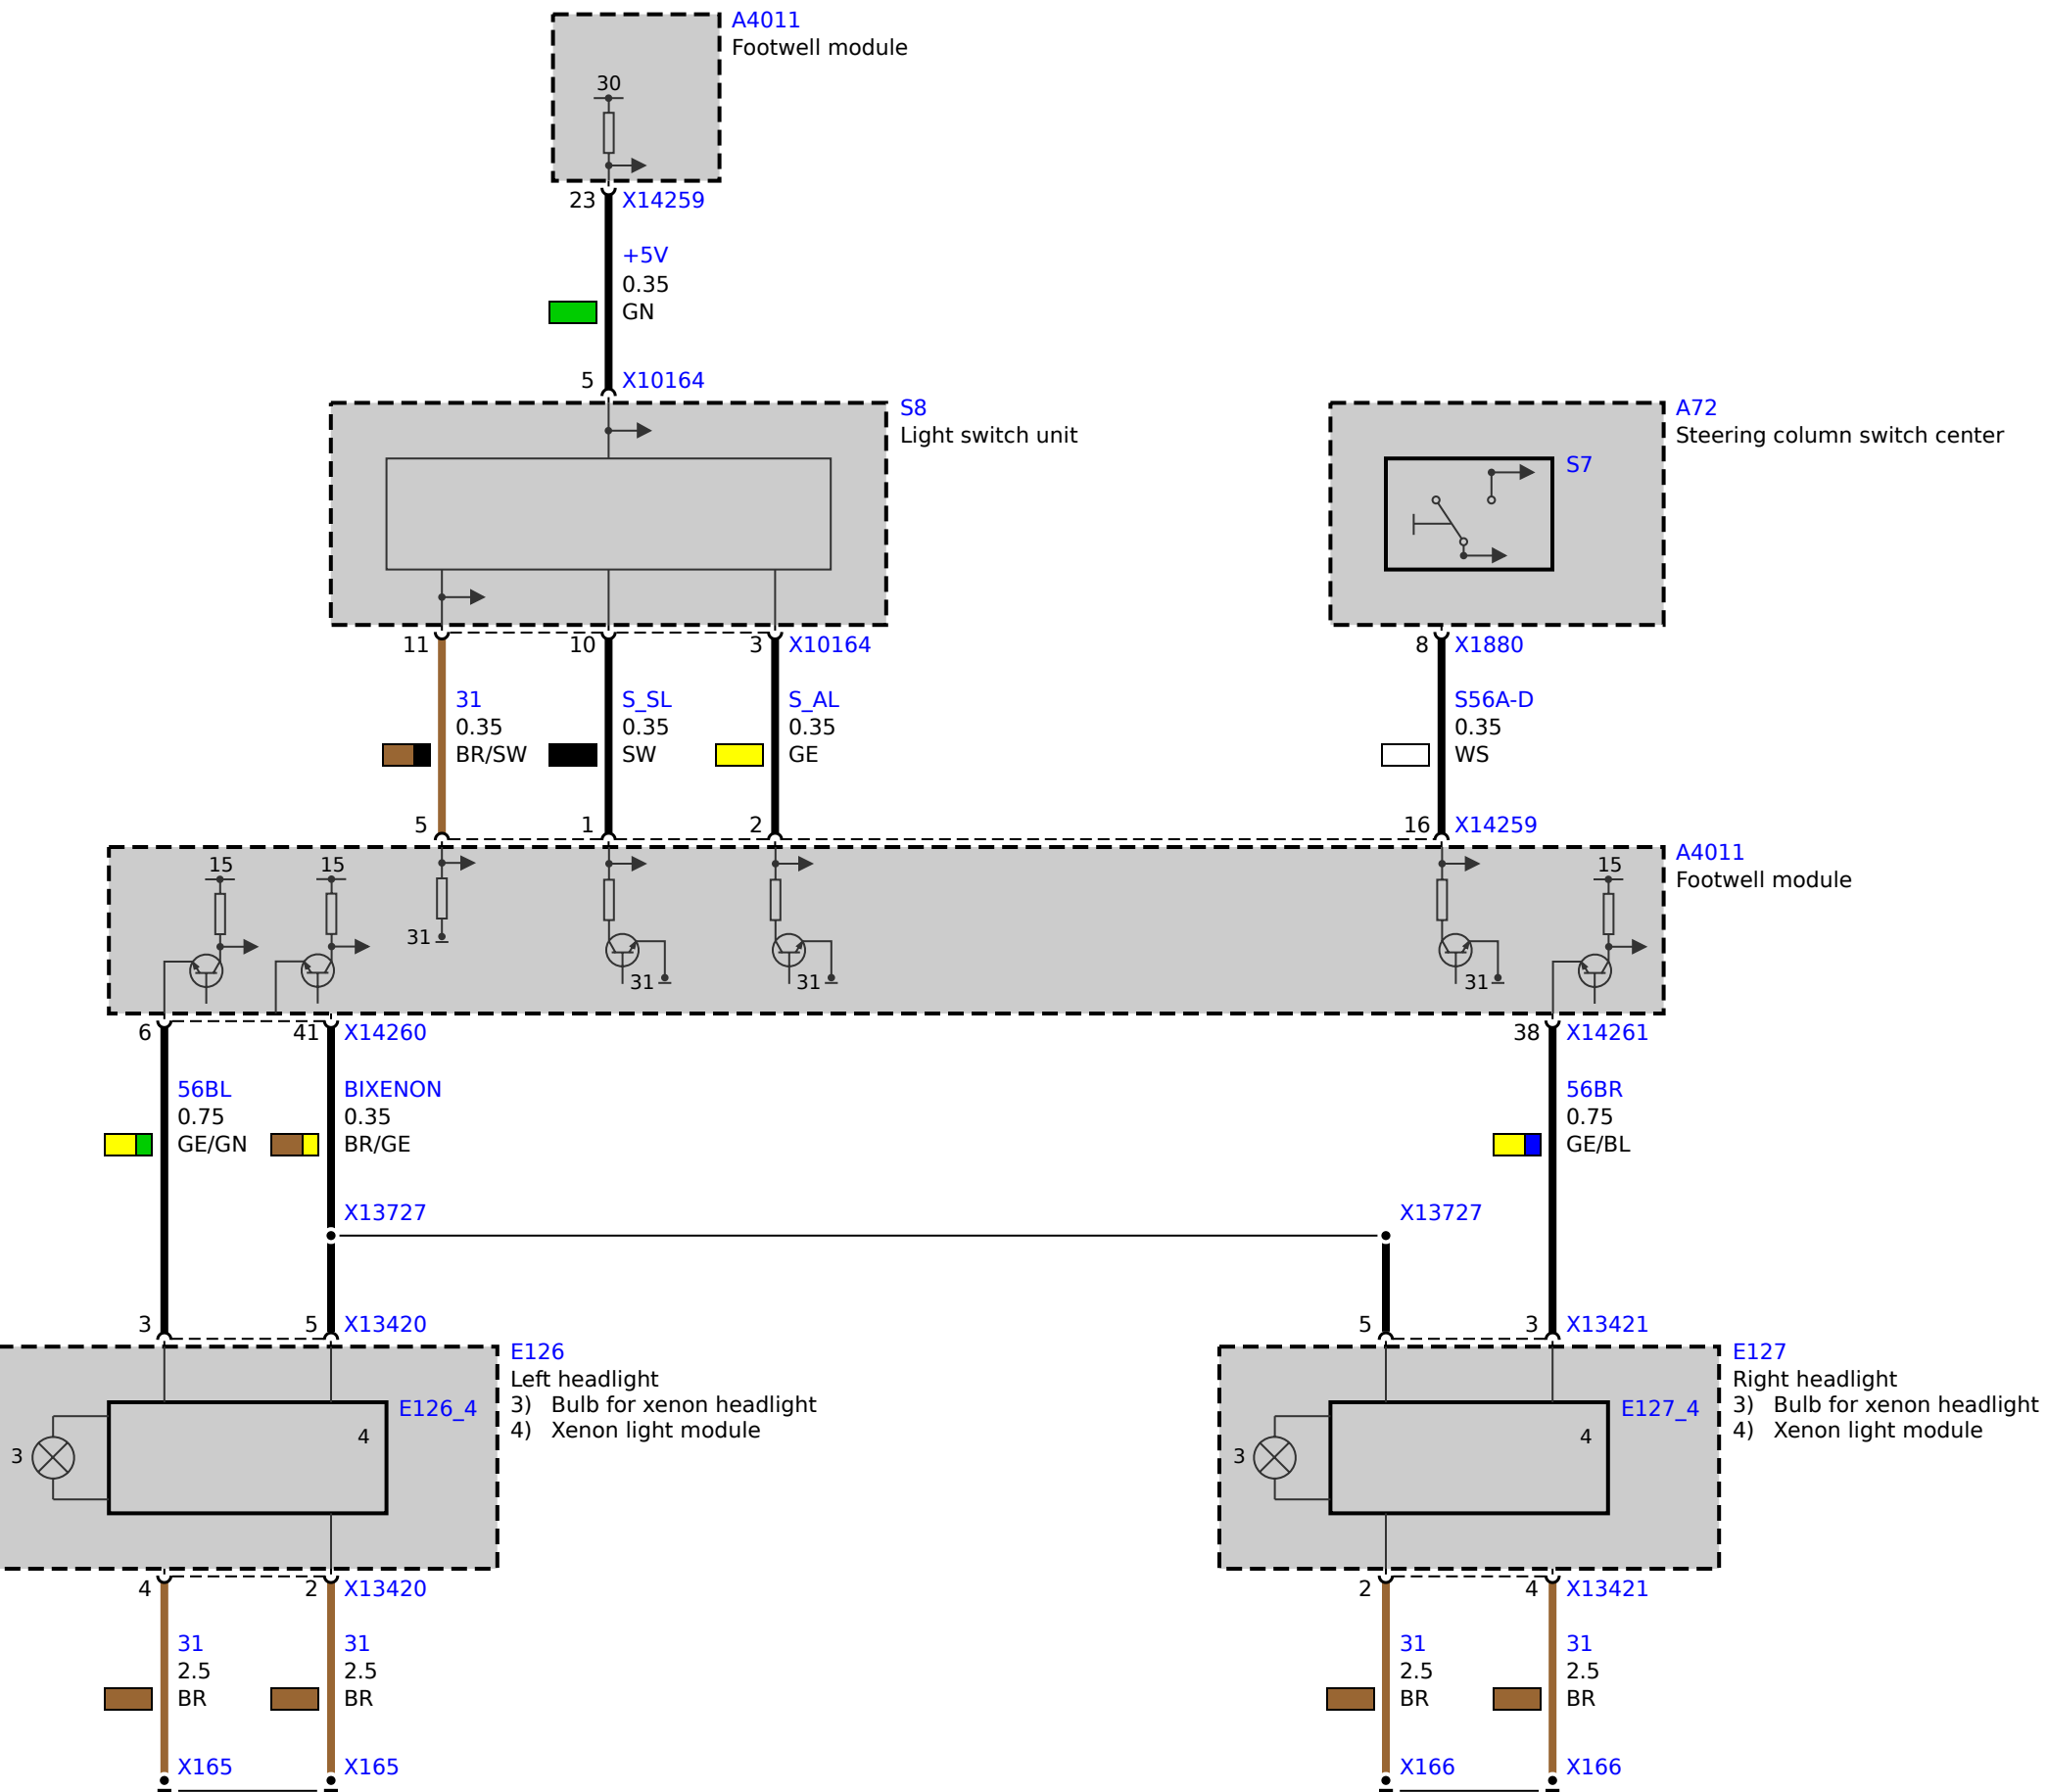 A4011
Footwell module
30
23 X14259
+5V
0.35
GN
5 X10164
S8
Light switch unit
A72
Steering column switch center
S7
11 10 3 X10164
8 X1880
31 S_SL S_AL S56A-D
0.35 0.35 0.35 0.35
BR/SW SW GE WS
5 1 2 16 X14259
A4011
Footwell module
15 15 15
31
31 31 31
6 41 X14260 38 X14261
56BL BIXENON 56BR
0.75 0.35 0.75
GE/GN BR/GE GE/BL
X13727 X13727
3 5 X13420 5 3 X13421
E126
Left headlight
3) Bulb for xenon headlight
4) Xenon light module
E126_4
4
3
E127
Right headlight
3) Bulb for xenon headlight
4) Xenon light module
E127_4
4
3
4 2 X13420 2 4 X13421
31 31 31 31
2.5 2.5 2.5 2.5
BR BR BR BR
X165 X165 X166 X166